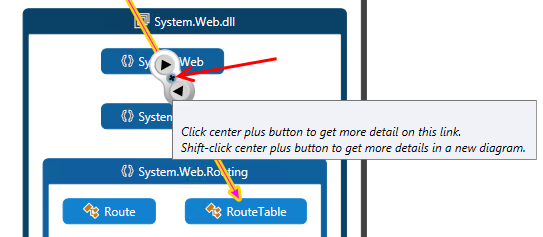 System.Web.dll
Sys
Web
System
Click center plus button to get more detail on this link.
Shift-click center plus button to get more details in a new diagram.
System.Web.Routing
Route
RouteTable